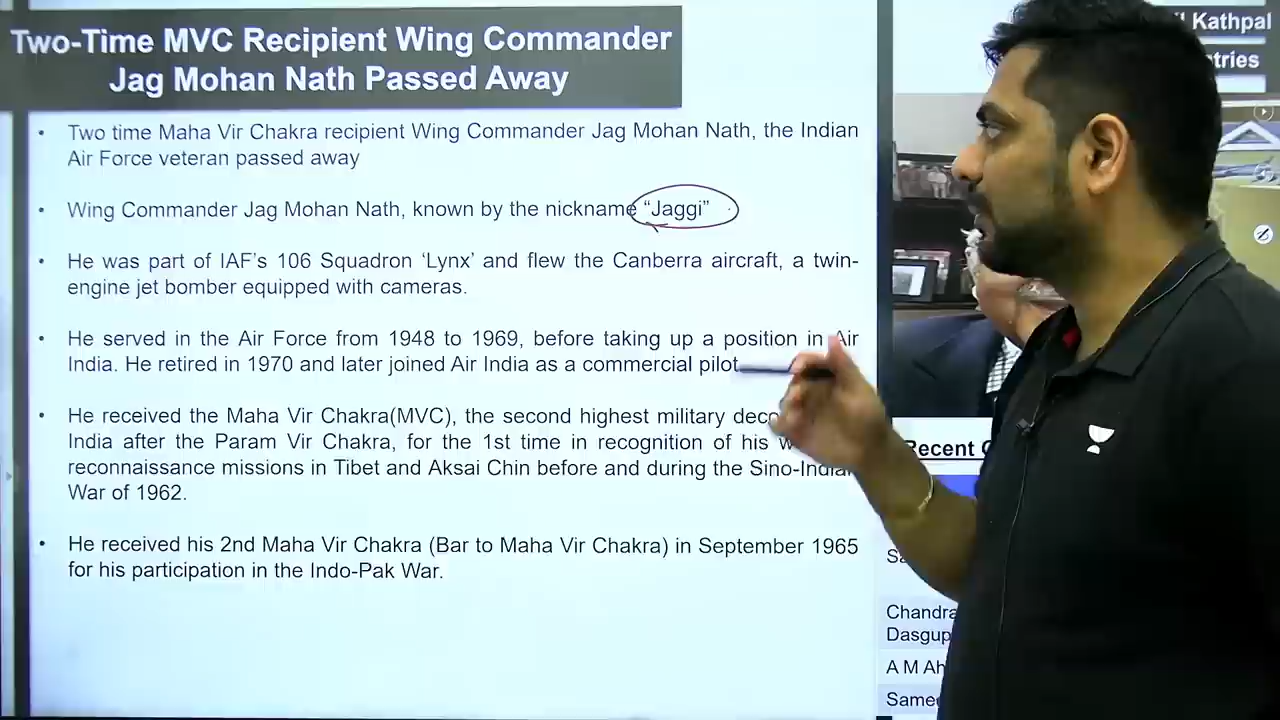 Two-Time MVC Recipient Wing Commander
Jag Mohan Nath Passed Away
• Two time Maha Vir Chakra recipient Wing Commander Jag Mohan Nath, the Indian
Air Force veteran passed away
• Wing Commander Jag Mohan Nath, known by the nickname “Jaggi”
• He was part of IAF’s 106 Squadron ‘Lynx’ and flew the Canberra aircraft, a twin-
engine jet bomber equipped with cameras.
• He served in the Air Force from 1948 to 1969, before taking up a position in Air
India. He retired in 1970 and later joined Air India as a commercial pilot
• He received the Maha Vir Chakra(MVC), the second highest military
India after the Param Vir Chakra, for the 1st time in recognition of his
reconnaissance missions in Tibet and Aksai Chin before and during the Sino-Indian
War of 1962.
• He received his 2nd Maha Vir Chakra (Bar to Maha Vir Chakra) in September 1965
for his participation in the Indo-Pak War.
Kathpal
Recent
Chandra
A M